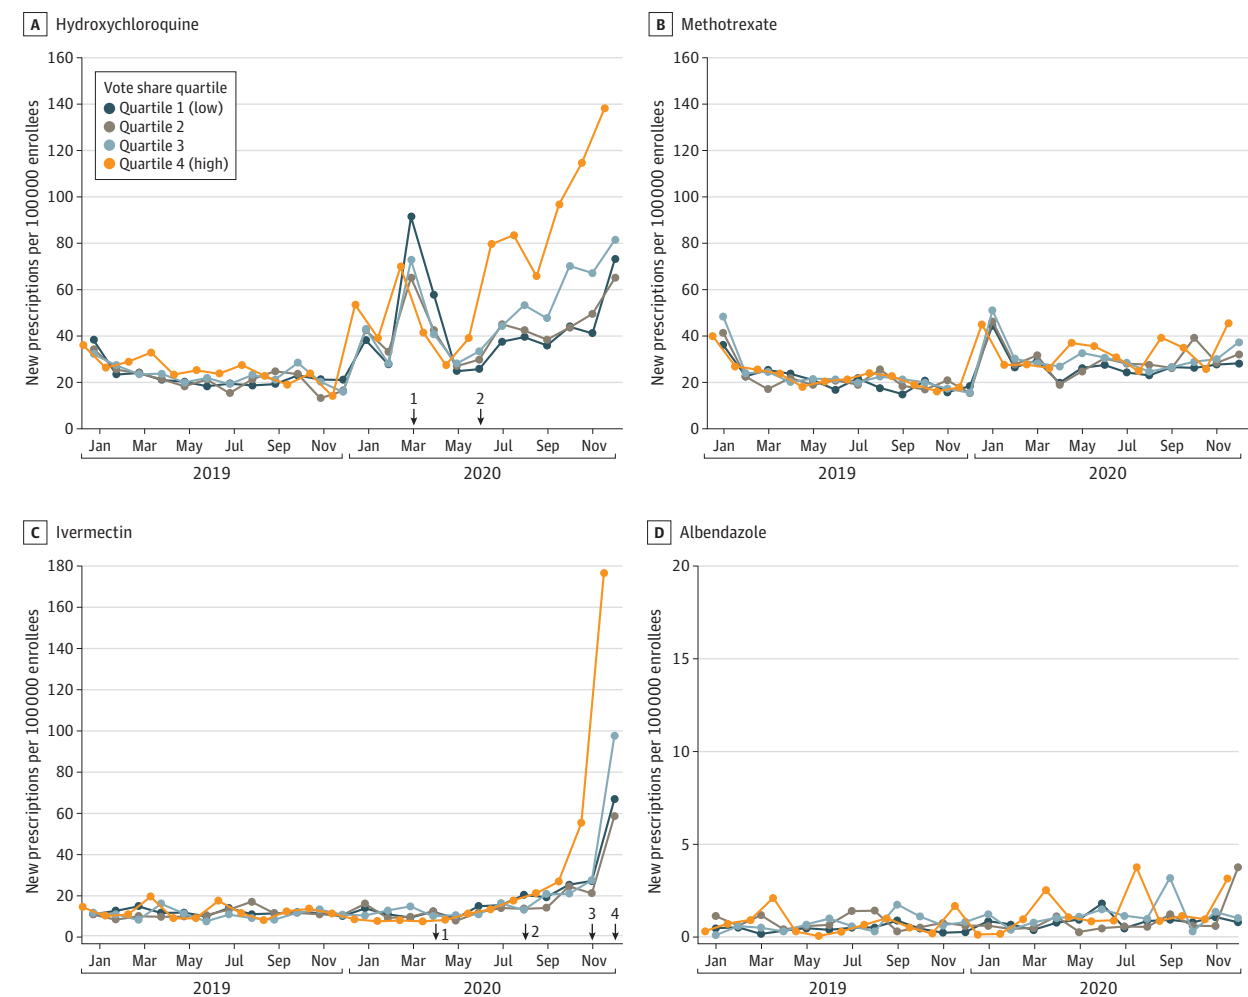 A Hydroxychloroquine
New prescriptions per 100 000 enrollees
160
140
120
100
80
60
40
20
0
Vote share quartile
Quartile 1 (low)
Quartile 2
Quartile 3
Quartile 4 (high)
1
2
Jan Mar May Jul Sep Nov Jan Mar May Jul Sep Nov
2019 2020
B Methotrexate
New prescriptions per 100 000 enrollees
160
140
120
100
80
60
40
20
0
Jan Mar May Jul Sep Nov Jan Mar May Jul Sep Nov
2019 2020
C Ivermectin
New prescriptions per 100 000 enrollees
180
160
140
120
100
80
60
40
20
0
1
2
3
4
Jan Mar May Jul Sep Nov Jan Mar May Jul Sep Nov
2019 2020
D Albendazole
New prescriptions per 100 000 enrollees
20
15
10
5
0
Jan Mar May Jul Sep Nov Jan Mar May Jul Sep Nov
2019 2020